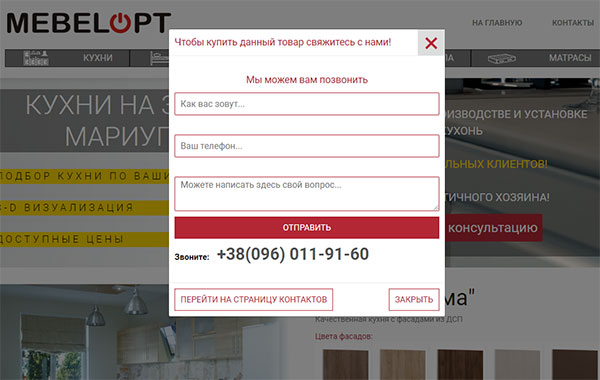 MEBELOPT
НА ГЛАВНУЮ
КОНТАКТЫ
КУХНИ
МАТРАСЫ
Чтобы купить данный товар свяжитесь с нами!
Мы можем вам позвонить
Как вас зовут...
Ваш телефон...
Можете написать здесь свой вопрос...
ОТПРАВИТЬ
Звоните: +38(096) 011-91-60
ПЕРЕЙТИ НА СТРАНИЦУ КОНТАКТОВ
ЗАКРЫТЬ
КУХНИ НА З
МАРИУП
ПОДБОР КУХНИ ПО ВАШИ
3-D ВИЗУАЛИЗАЦИЯ
ДОСТУПНЫЕ ЦЕНЫ
ИЗВОДСТВЕ И УСТАНОВКЕ
КУХОНЬ
ЛЬНЫХ КЛИЕНТОВ!
ТИЧНОГО ХОЗЯИНА!
консультацию
ма"
Качественная кухня с фасадами из ДСП
Цвета фасадов: